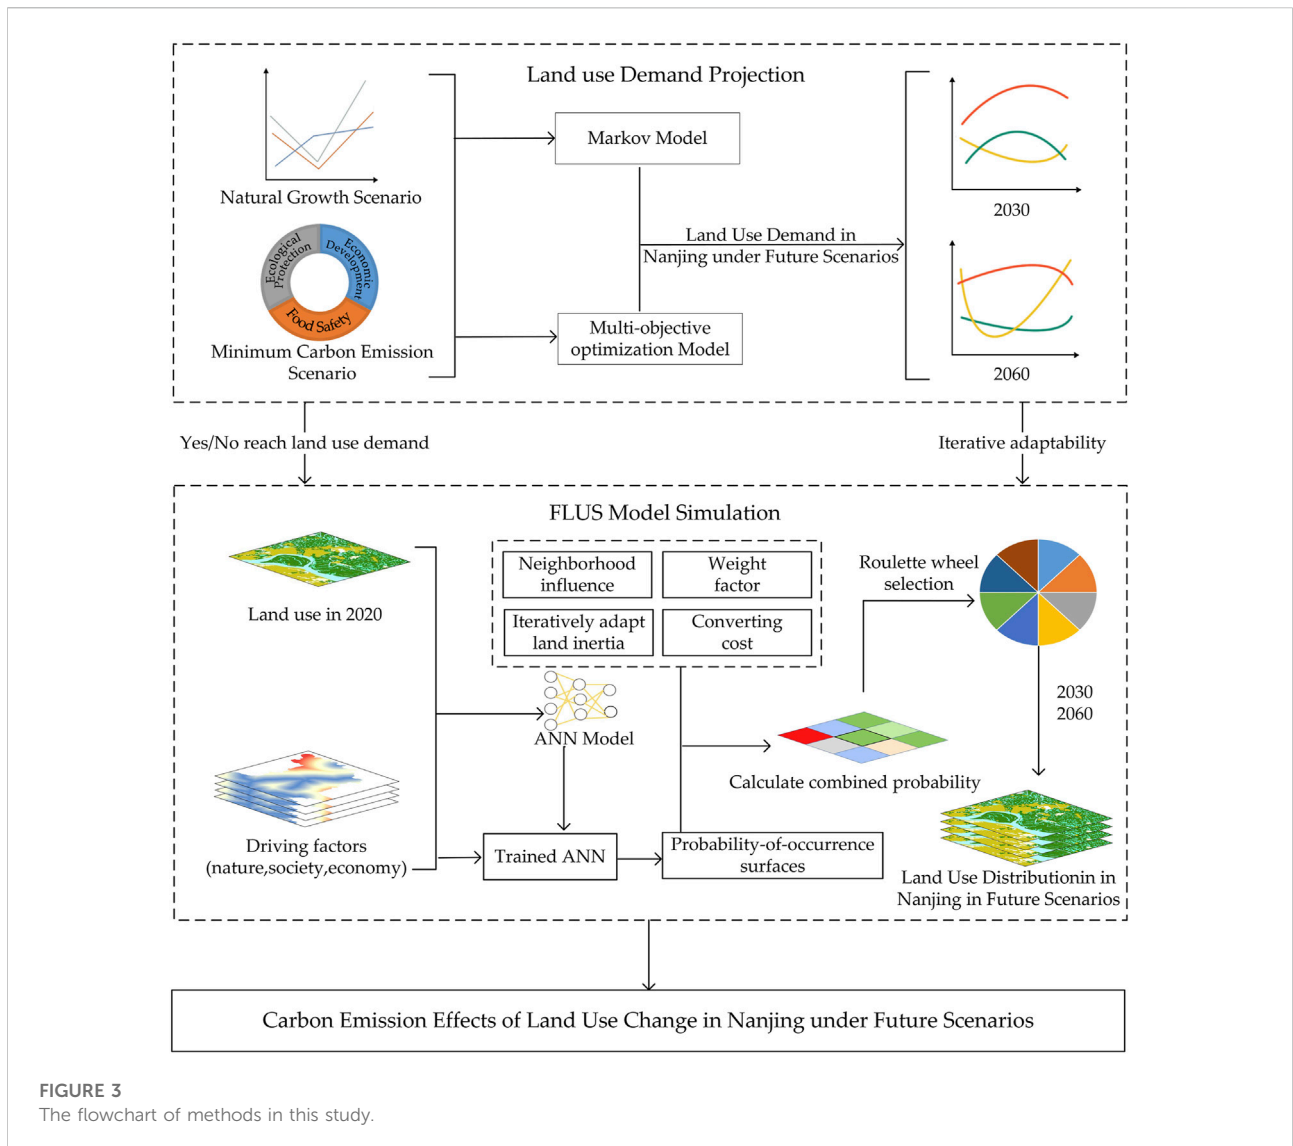 Land use Demand Projection
Natural Growth Scenario
Ecological
Protection
Economic
Development
Food Safety
Minimum Carbon Emission
Scenario
Markov Model
Land Use Demand in
Nanjing under Future Scenarios
Multi-objective
optimization Model
2030
2060
Yes/No reach land use demand
Iterative adaptability
FLUS Model Simulation
Land use in 2020
Driving factors
(nature,society,economy)
Neighborhood
influence
Weight
factor
Iteratively adapt
land inertia
Converting
cost
ANN Model
Trained ANN
Probability-of-occurrence
surfaces
Calculate combined probability
Roulette wheel
selection
2030
2060
Land Use Distributionin in
Nanjing in Future Scenarios
Carbon Emission Effects of Land Use Change in Nanjing under Future Scenarios
FIGURE 3
The flowchart of methods in this study.